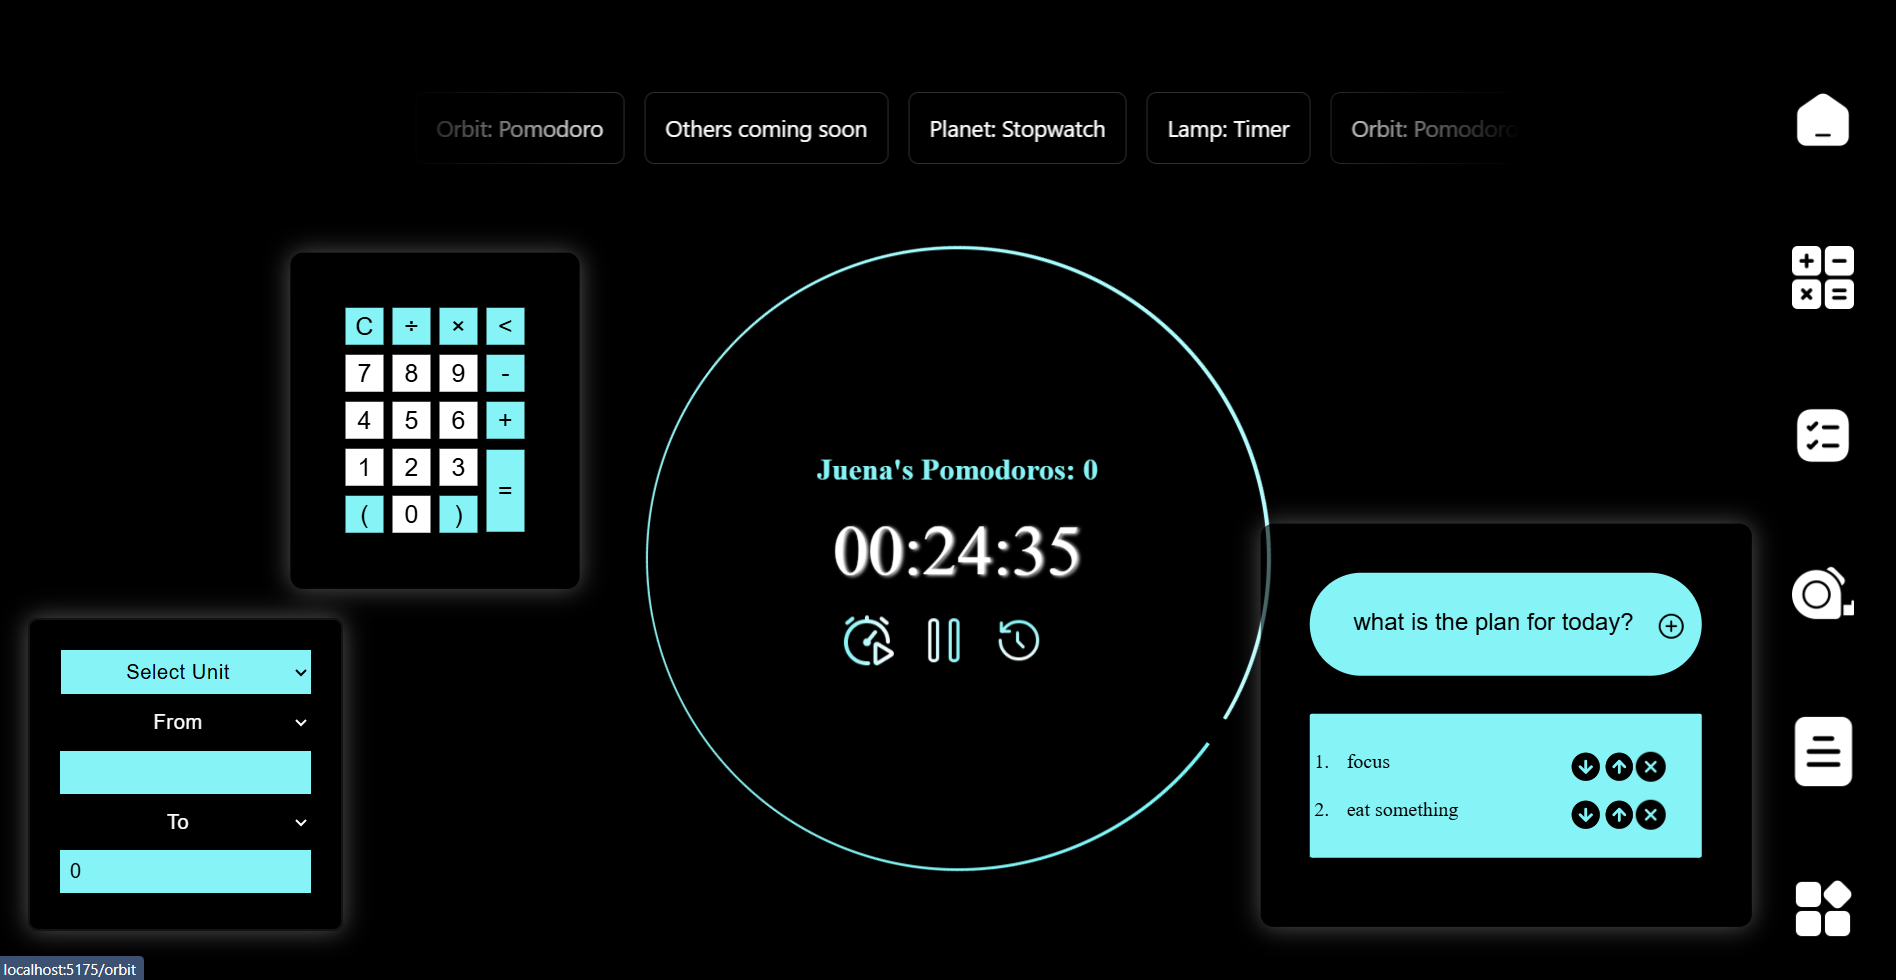 Orbit: Pomodoro
Others coming soon
Planet: Stopwatch
Lamp: Timer
Orbit: Pomodoro
C ÷ × <
7 8 9 -
4 5 6 +
1 2 3
=
( 0 )
Juena's Pomodoros: 0
00:24:35
what is the plan for today?
1. focus
2. eat something
Select Unit
From
To
0
localhost:5175/orbit